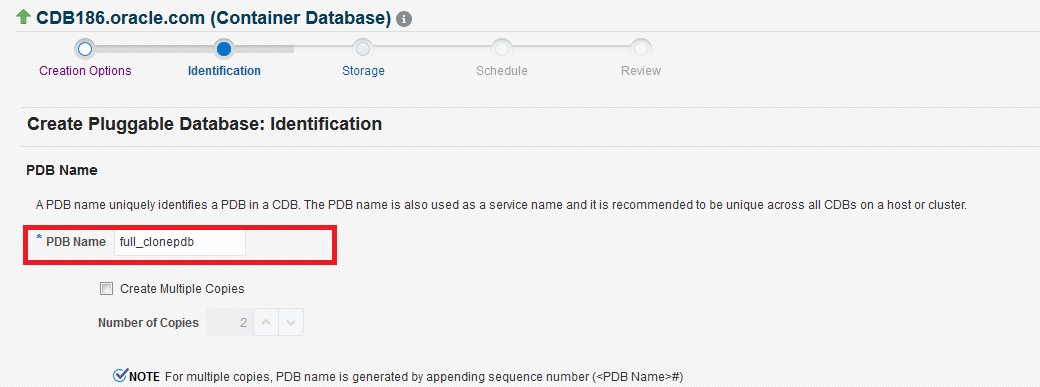 CDB186.oracle.com (Container Database)
Creation Options Identification Storage Schedule Review
Create Pluggable Database: Identification
PDB Name
A PDB name uniquely identifies a PDB in a CDB. The PDB name is also used as a service name and it is recommended to be unique across all CDBs on a host or cluster.
* PDB Name full_clonepdb
Create Multiple Copies
Number of Copies 2
NOTE For multiple copies, PDB name is generated by appending sequence number (<PDB Name>#)